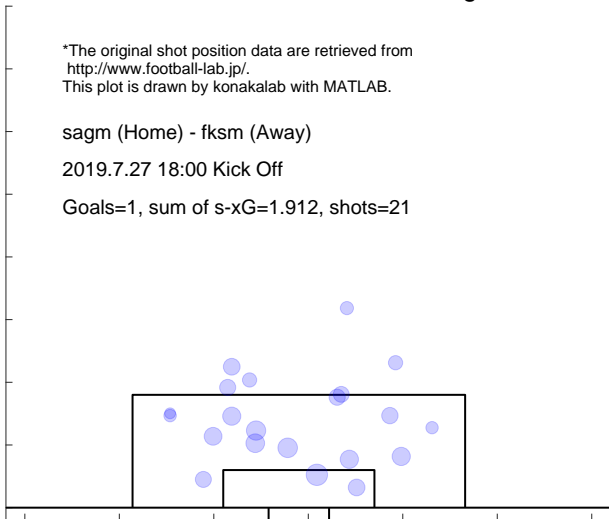 *The original shot position data are retrieved from
http://www.football-lab.jp/.
This plot is drawn by konakalab with MATLAB.
sagm (Home) - fksm (Away)
2019.7.27 18:00 Kick Off
Goals=1, sum of s-xG=1.912, shots=21